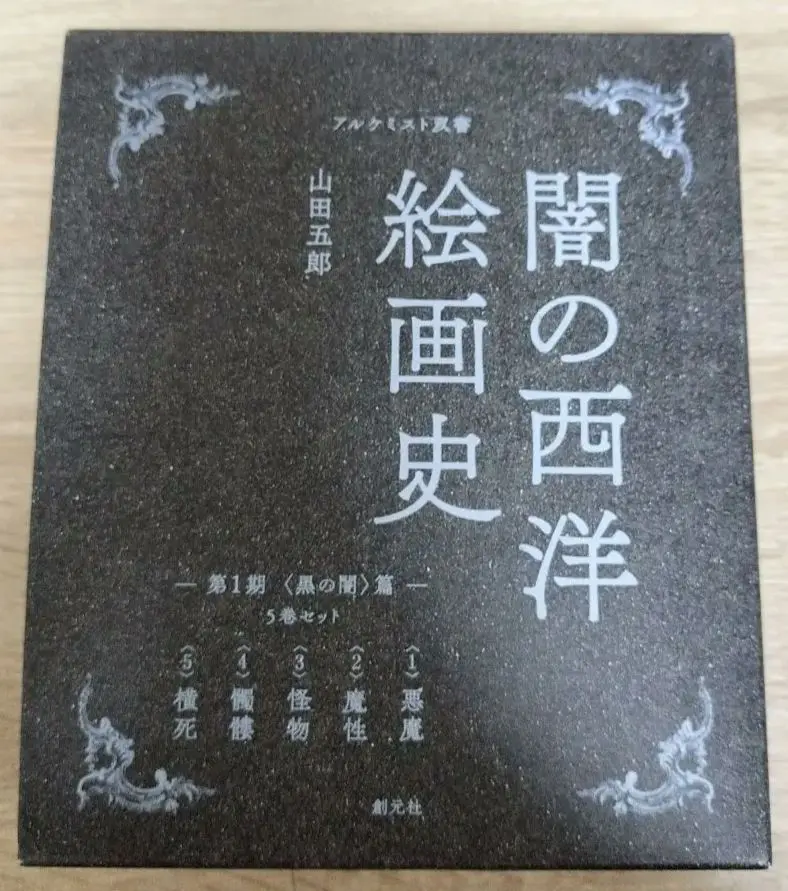 アルケミスト双書
闇の西洋
絵画史
山田五郎
― 第1期〈黒の闇〉篇 ―
5巻セット
〈1〉悪魔
〈2〉魔性
〈3〉怪物
〈4〉髑髏
〈5〉横死
創元社